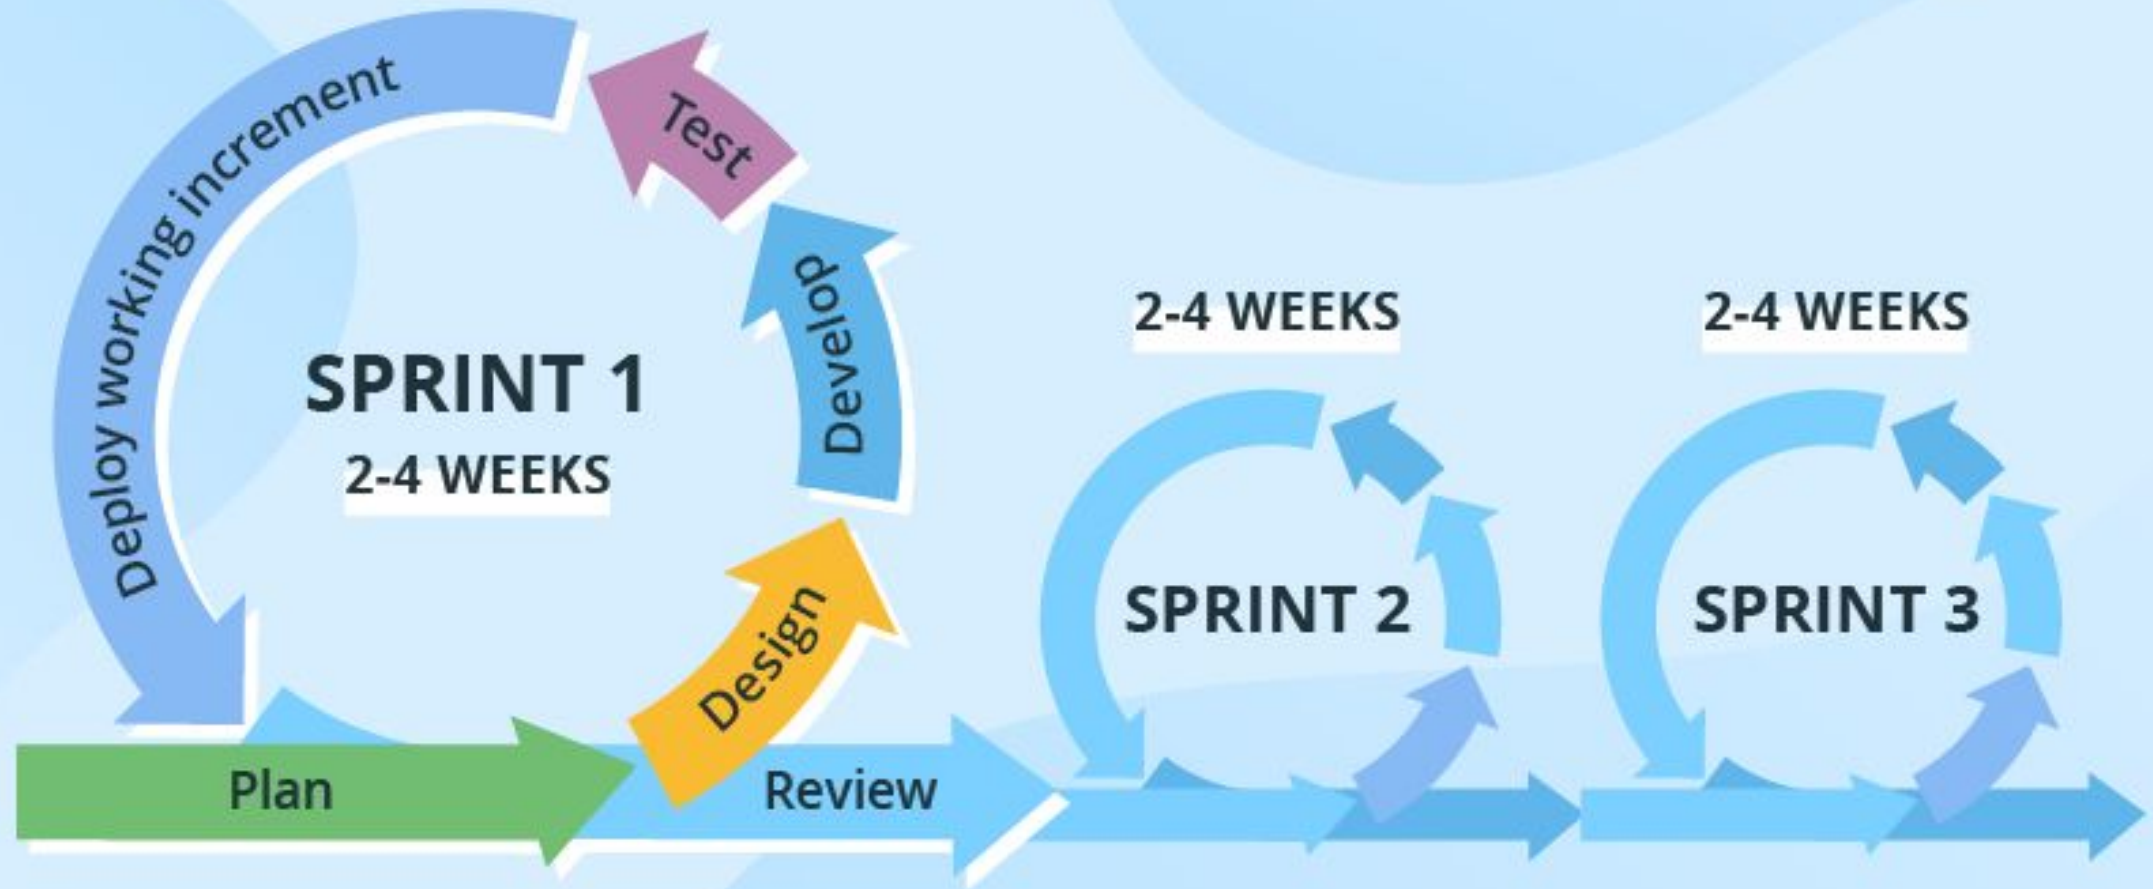 Deploy working increment
Test
Develop
SPRINT 1
2-4 WEEKS
Design
Plan
Review
2-4 WEEKS
SPRINT 2
2-4 WEEKS
SPRINT 3